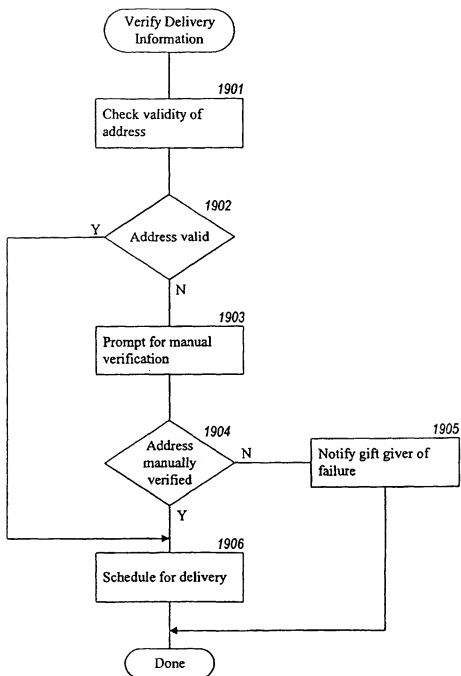 Verify Delivery
Information
1901
Check validity of
address
1902
Y
Address valid
N
1903
Prompt for manual
verification
1904
Address
manually
verified
N
1905
Notify gift giver of
failure
Y
1906
Schedule for delivery
Done